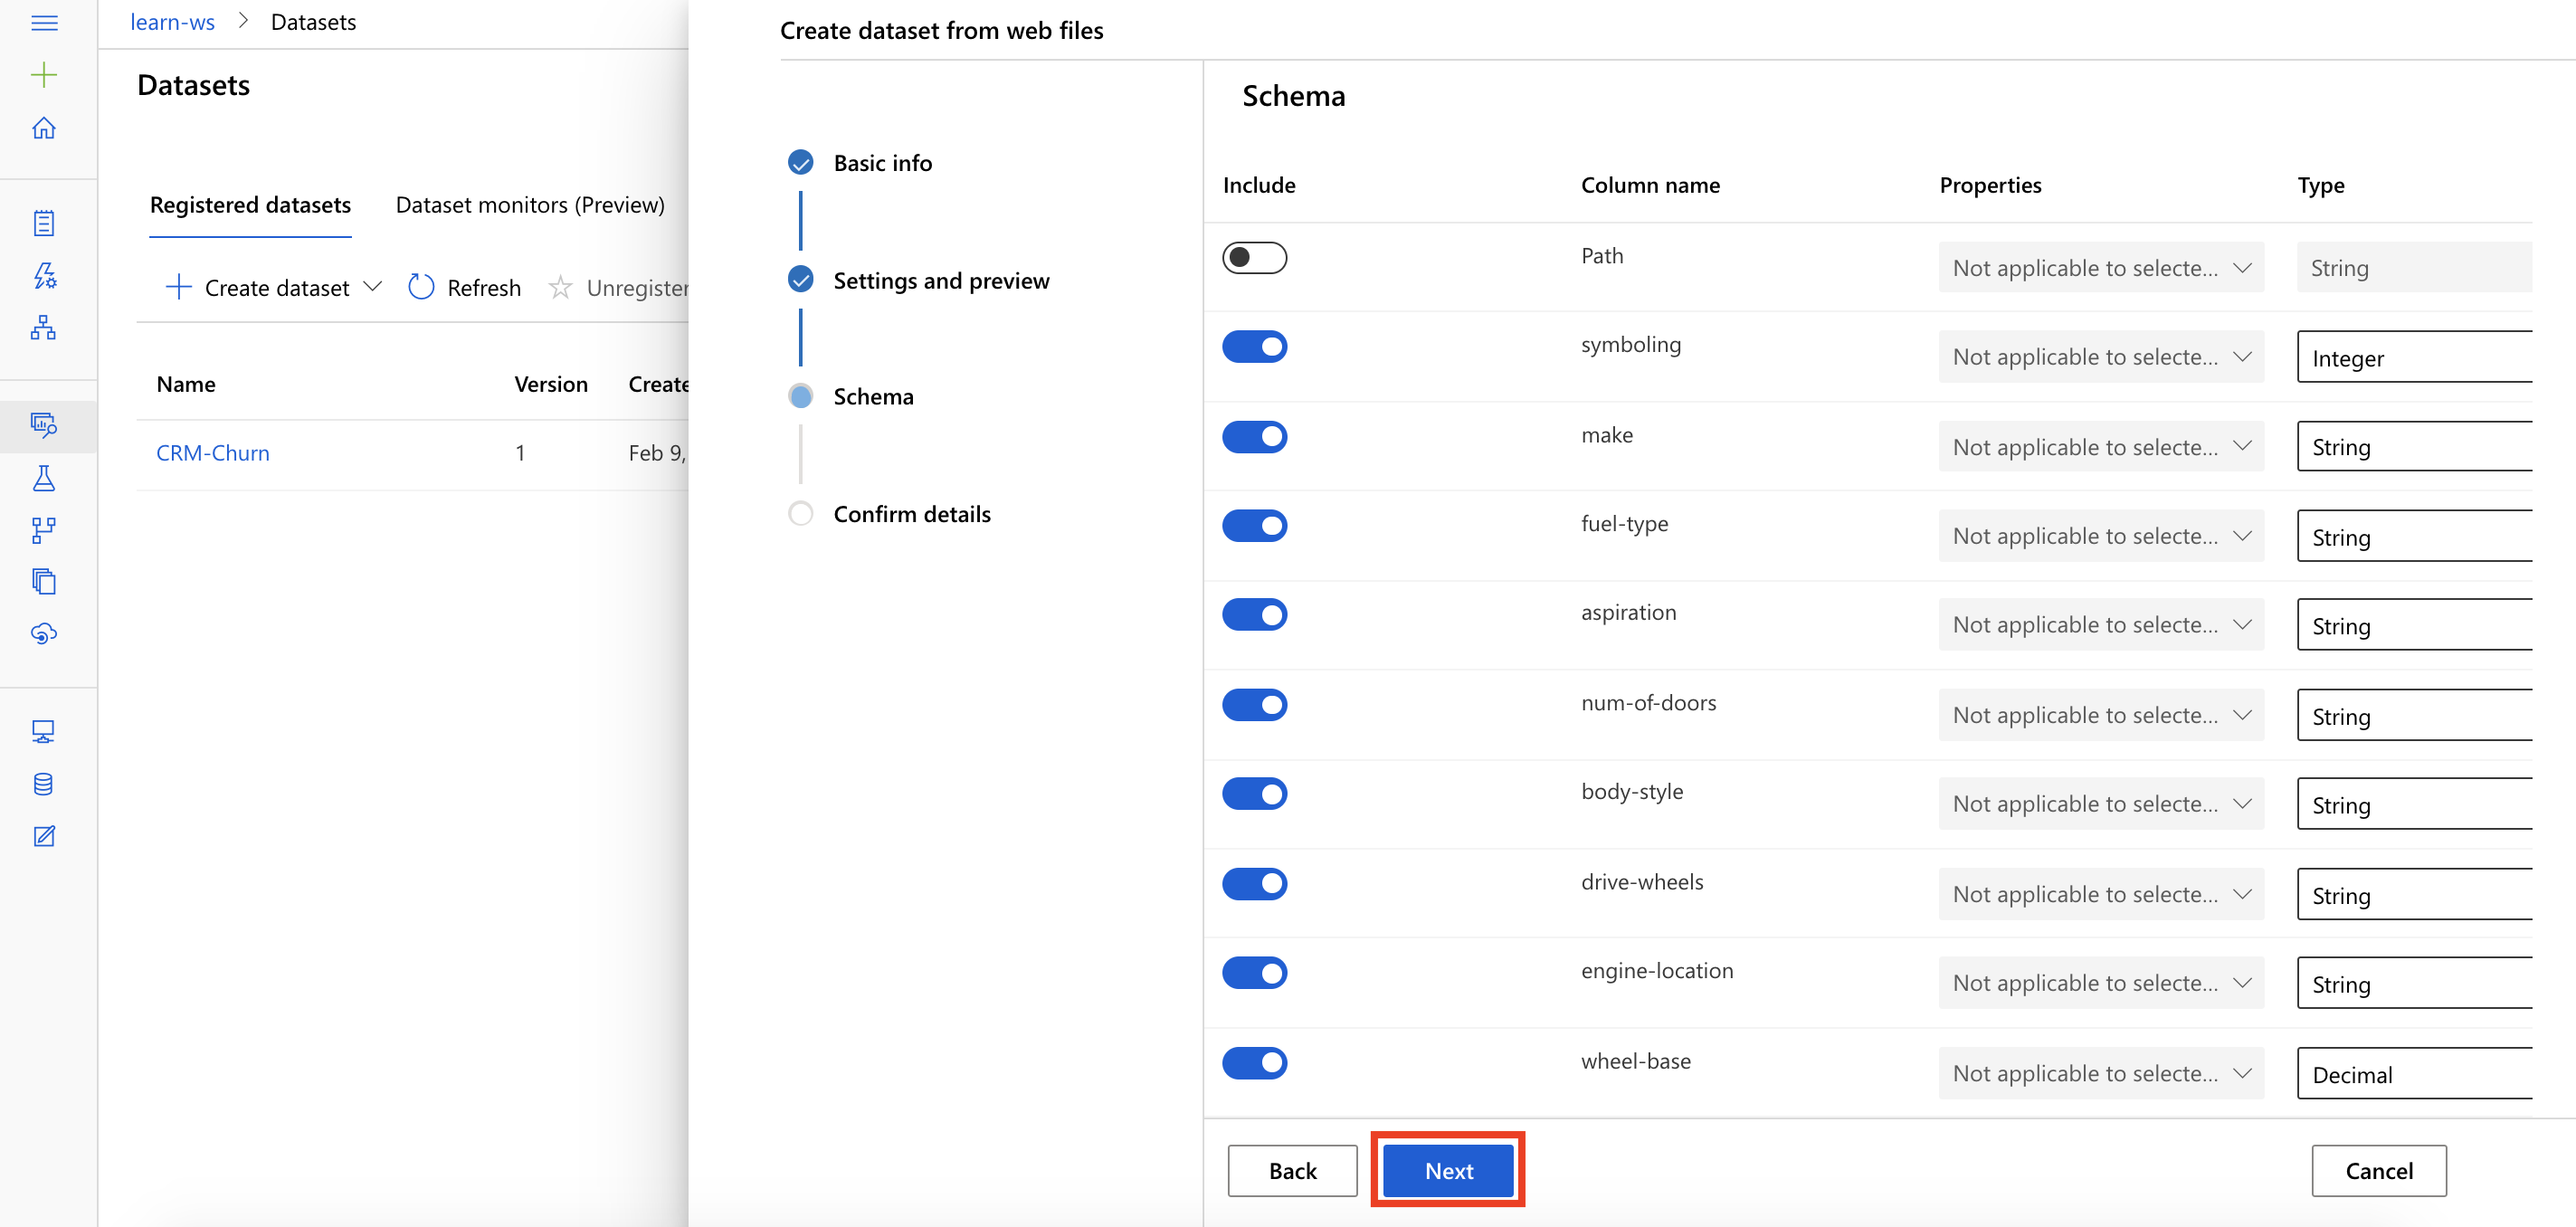 learn-ws > Datasets
Datasets
Registered datasets Dataset monitors (Preview)
Create dataset Refresh Unregister
Name Version Create
CRM-Churn 1 Feb 9,
Create dataset from web files
Basic info
Settings and preview
Schema
Confirm details
Schema
Include Column name Properties Type
Path Not applicable to selecte... String
symboling Not applicable to selecte... Integer
make Not applicable to selecte... String
fuel-type Not applicable to selecte... String
aspiration Not applicable to selecte... String
num-of-doors Not applicable to selecte... String
body-style Not applicable to selecte... String
drive-wheels Not applicable to selecte... String
engine-location Not applicable to selecte... String
wheel-base Not applicable to selecte... Decimal
Back Next Cancel